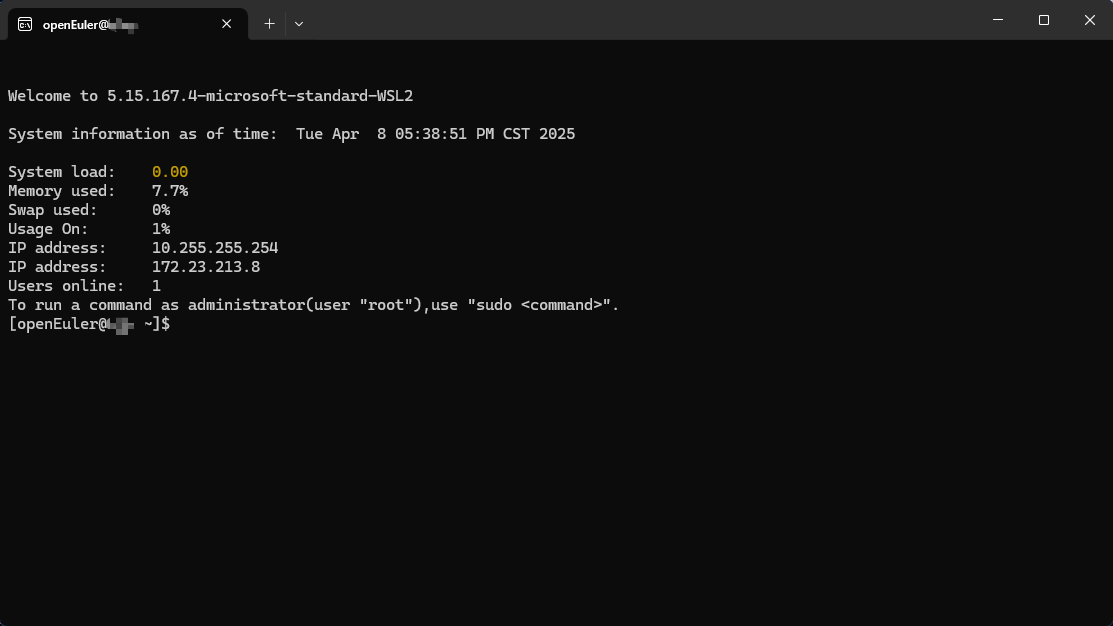 openEuler@
Welcome to 5.15.167.4-microsoft-standard-WSL2
System information as of time:  Tue Apr  8 05:38:51 PM CST 2025
System load:    0.00
Memory used:    7.7%
Swap used:      0%
Usage On:       1%
IP address:     10.255.255.254
IP address:     172.23.213.8
Users online:   1
To run a command as administrator(user "root"),use "sudo <command>".
[openEuler@ ~]$